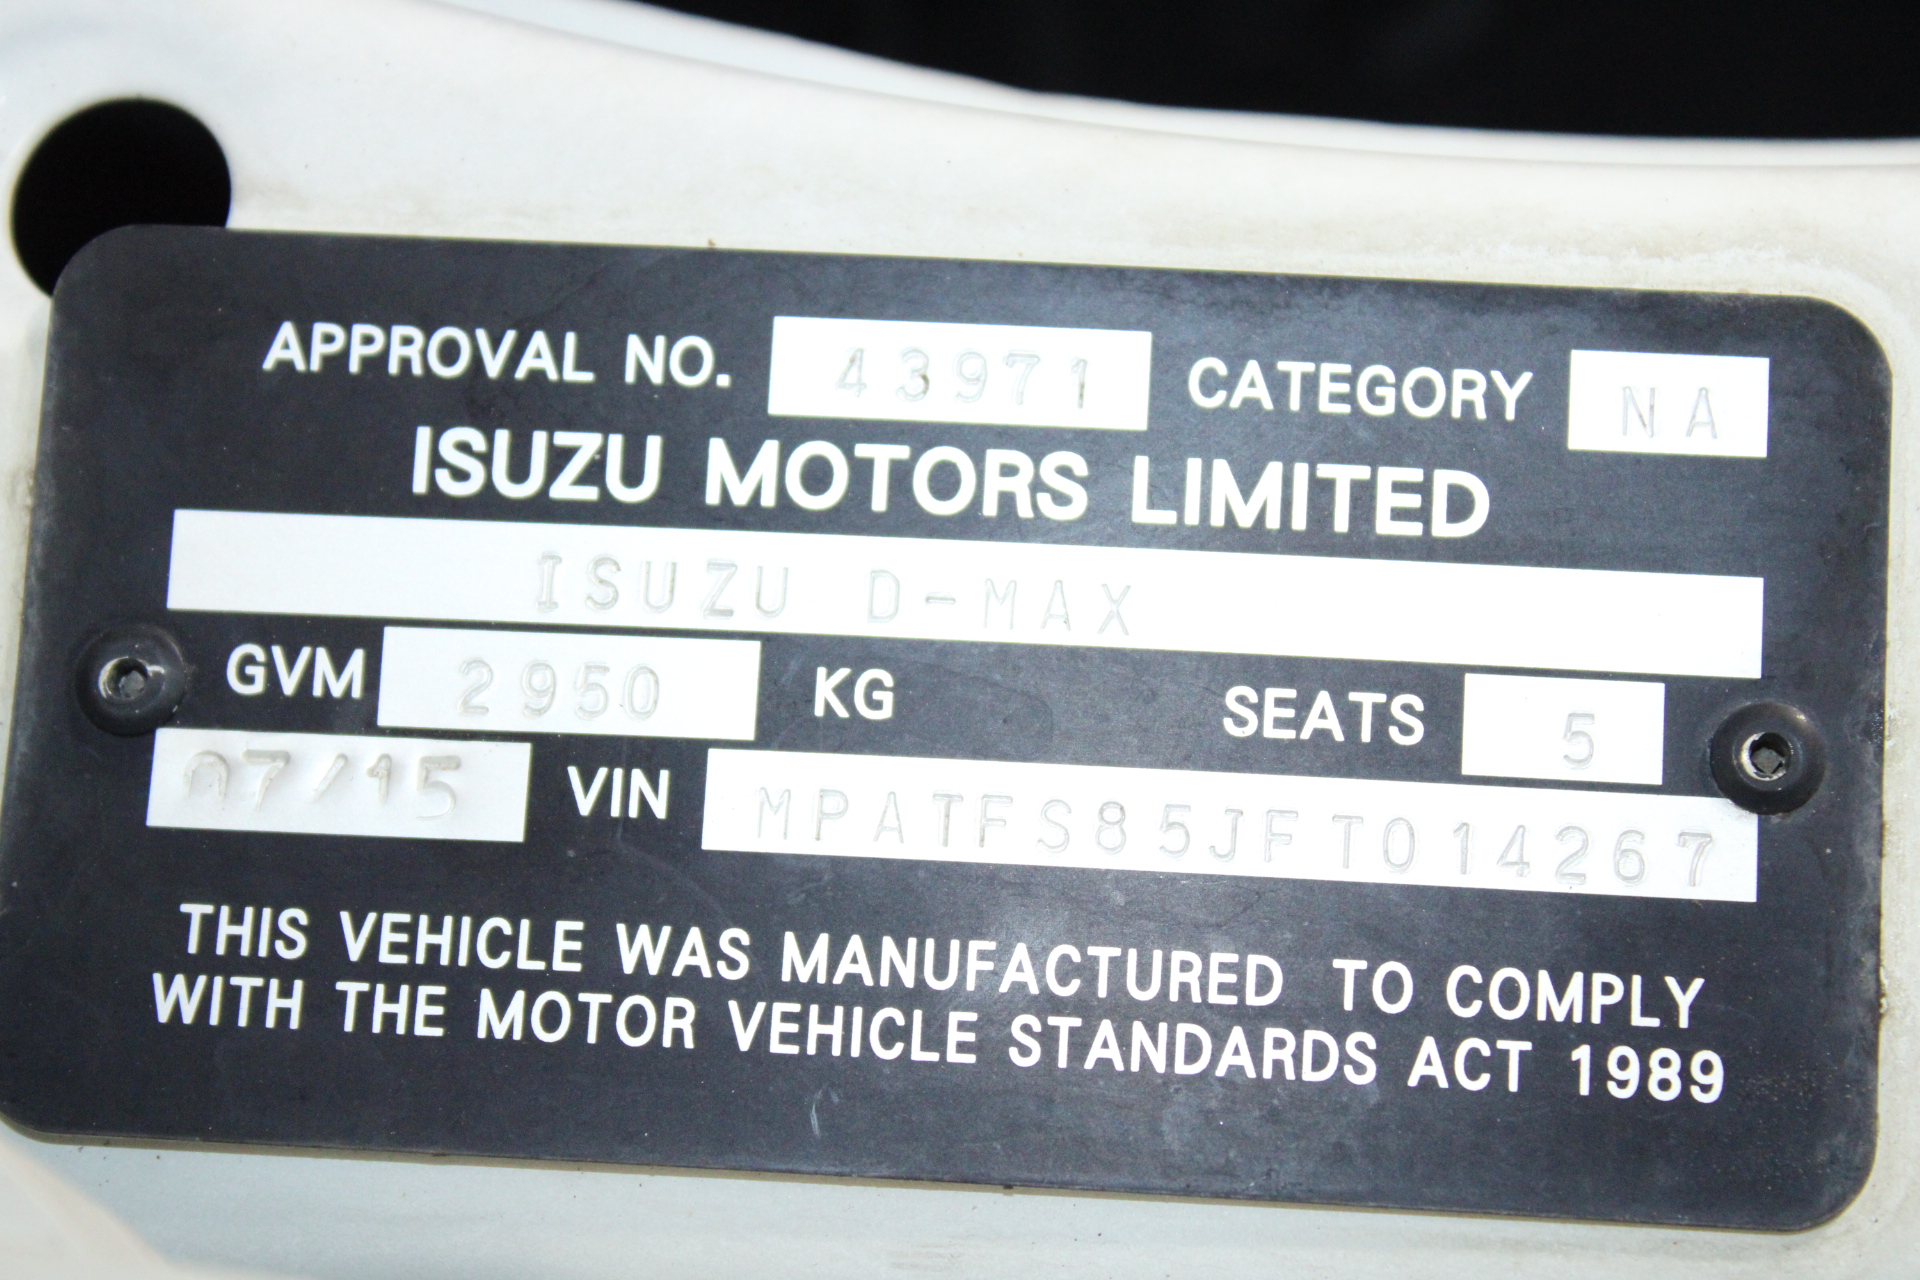 APPROVAL NO. 43971 CATEGORY NA
ISUZU MOTORS LIMITED
ISUZU D-MAX
GVM 2950 KG SEATS 5
07/15 VIN MPATFS85JFT014267
THIS VEHICLE WAS MANUFACTURED TO COMPLY
WITH THE MOTOR VEHICLE STANDARDS ACT 1989